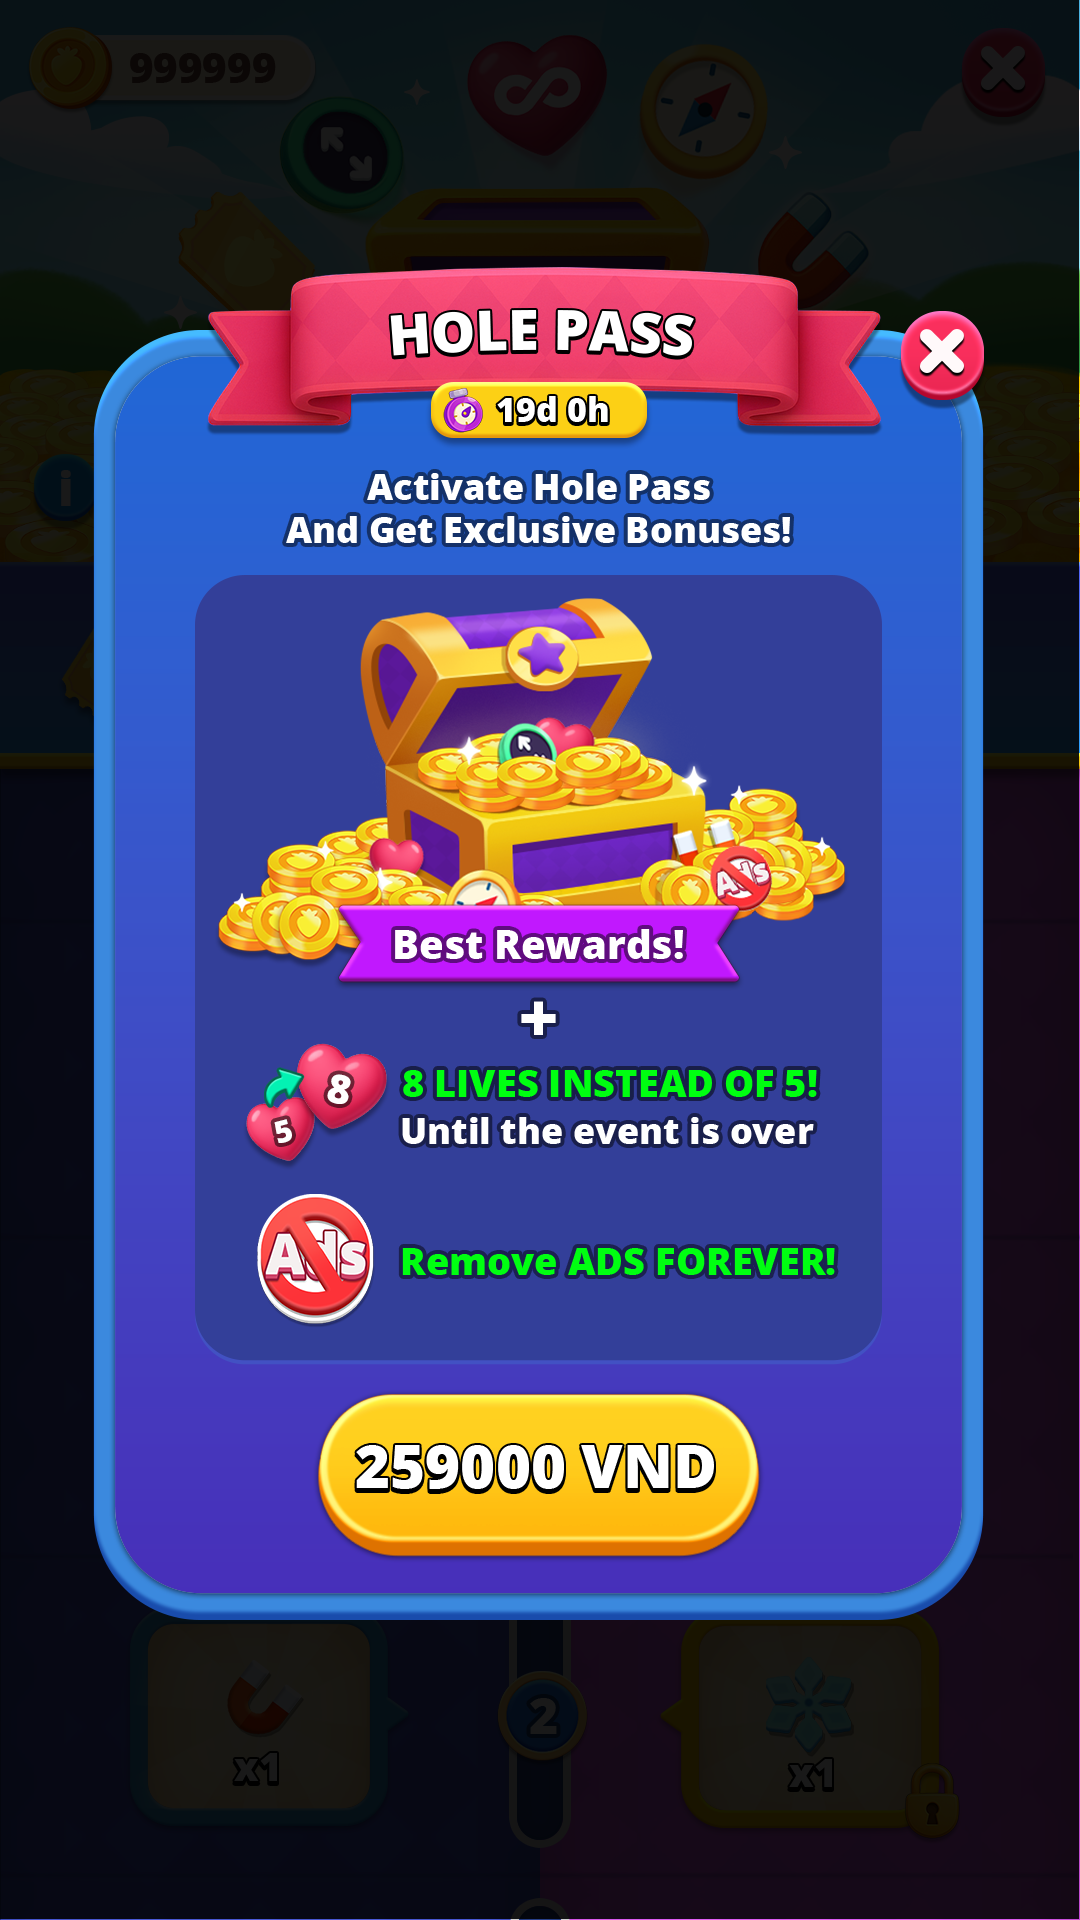 999999
HOLE PASS
19d 0h
i
Activate Hole Pass
And Get Exclusive Bonuses!
Ads
Best Rewards!
+
8
5
8 LIVES INSTEAD OF 5!
Until the event is over
Ads
Remove ADS FOREVER!
259000 VND
2
x1
x1